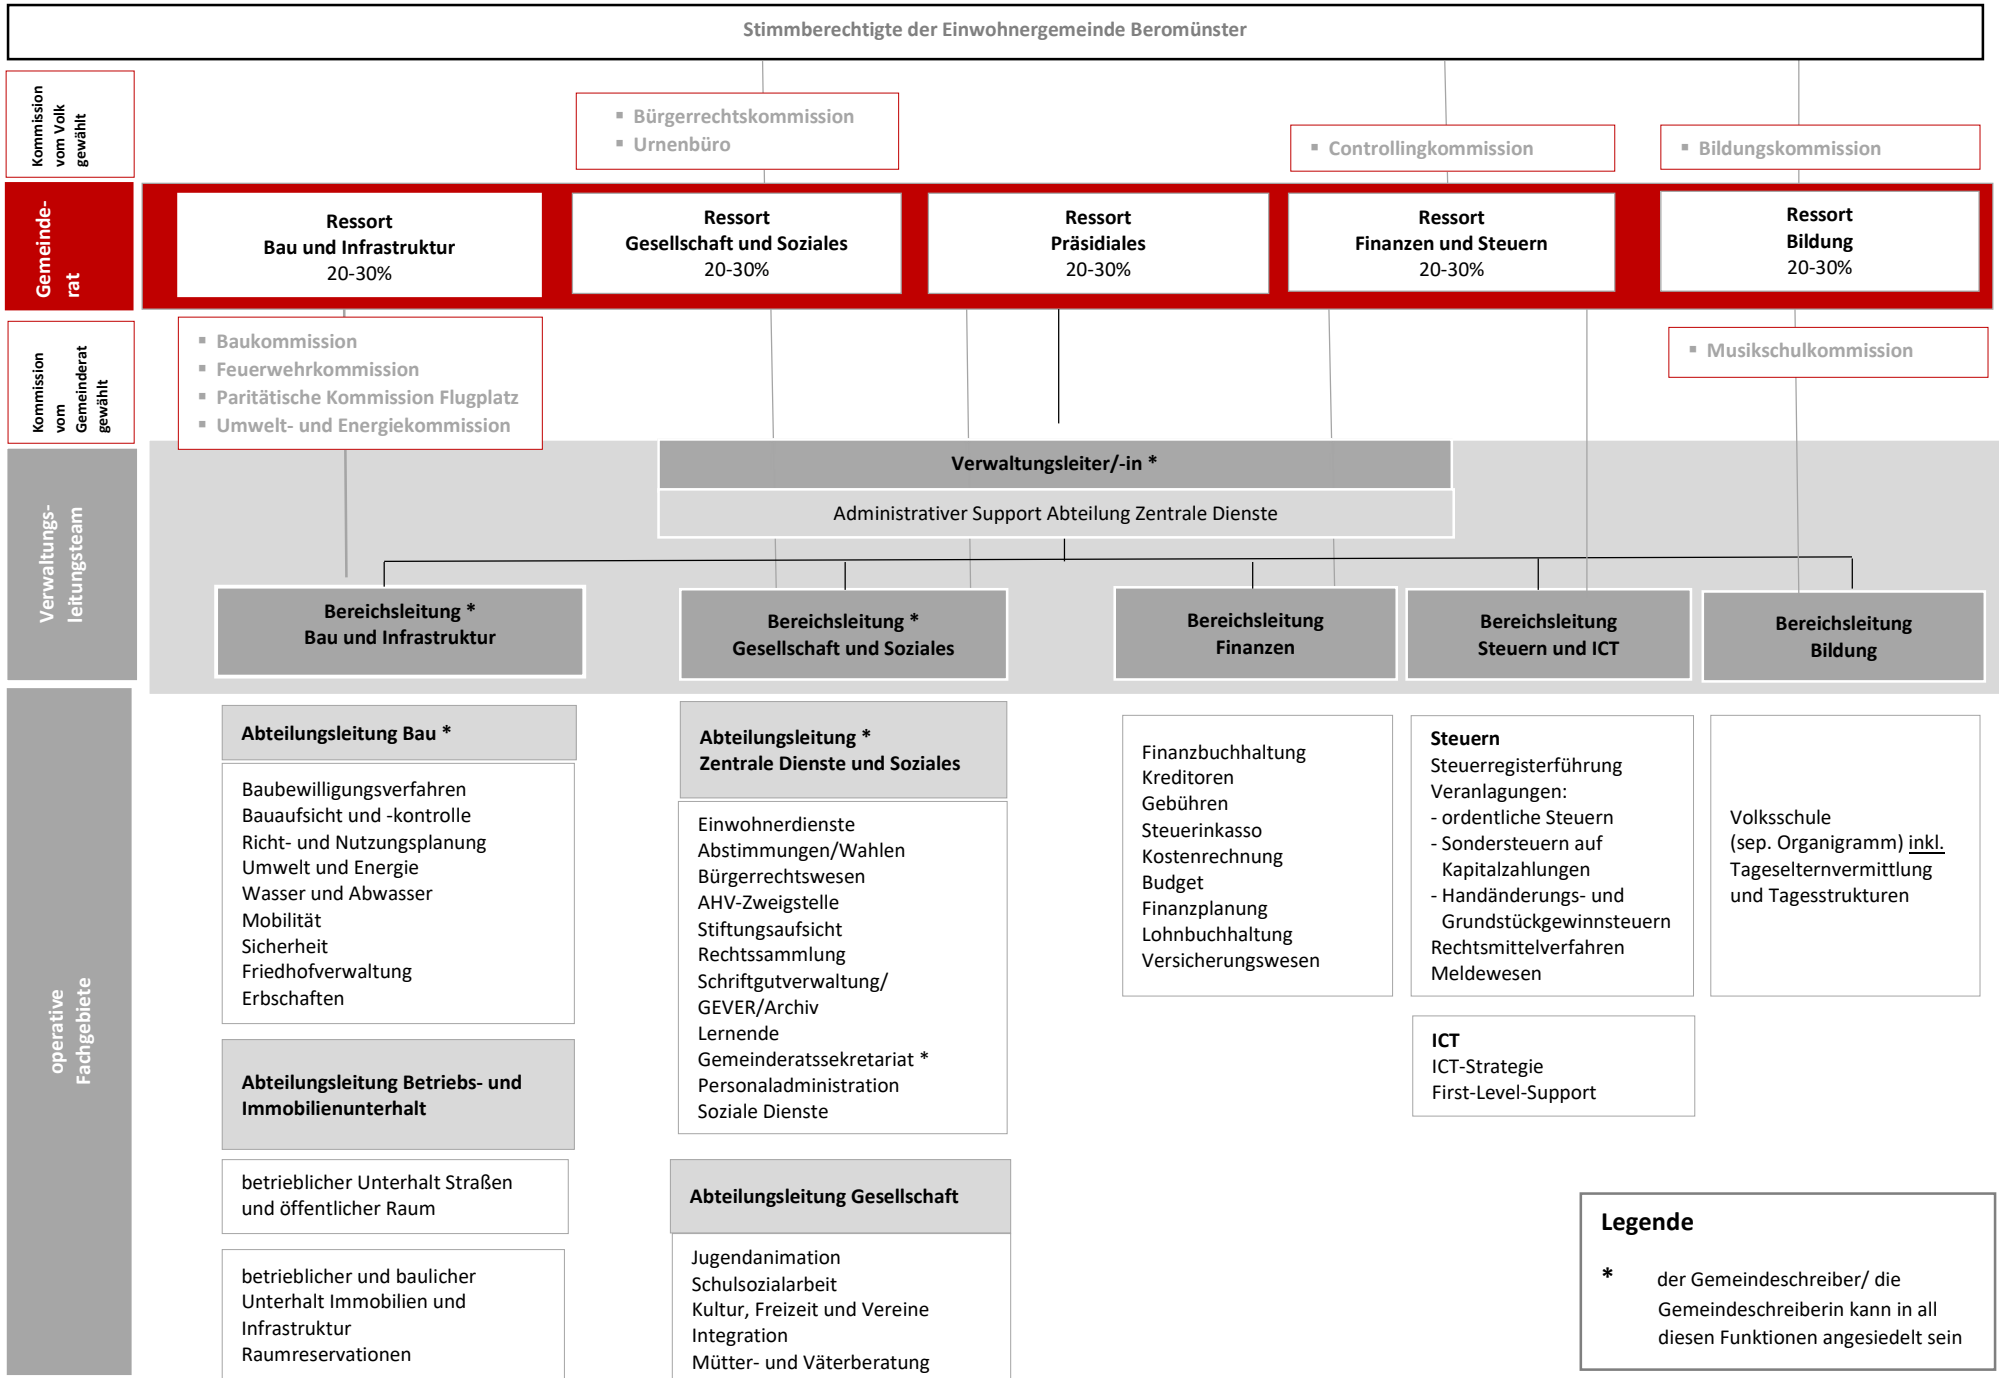 Stimmberechtigte der Einwohnergemeinde Beromünster
Kommission
vom Volk
gewählt
▪ Bürgerrechtskommission
▪ Urnenbüro
▪ Controllingkommission
▪ Bildungskommission
Gemeinde-
rat
Ressort
Bau und Infrastruktur
20-30%
Ressort
Gesellschaft und Soziales
20-30%
Ressort
Präsidiales
20-30%
Ressort
Finanzen und Steuern
20-30%
Ressort
Bildung
20-30%
Kommission
vom
Gemeinderat
gewählt
▪ Baukommission
▪ Feuerwehrkommission
▪ Paritätische Kommission Flugplatz
▪ Umwelt- und Energiekommission
▪ Musikschulkommission
Verwaltungs-
leitungsteam
Verwaltungsleiter/-in *
Administrativer Support Abteilung Zentrale Dienste
Bereichsleitung *
Bau und Infrastruktur
Bereichsleitung *
Gesellschaft und Soziales
Bereichsleitung
Finanzen
Bereichsleitung
Steuern und ICT
Bereichsleitung
Bildung
operative
Fachgebiete
Abteilungsleitung Bau *
Baubewilligungsverfahren
Bauaufsicht und -kontrolle
Richt- und Nutzungsplanung
Umwelt und Energie
Wasser und Abwasser
Mobilität
Sicherheit
Friedhofverwaltung
Erbschaften
Abteilungsleitung Betriebs- und
Immobilienunterhalt
betrieblicher Unterhalt Straßen
und öffentlicher Raum
betrieblicher und baulicher
Unterhalt Immobilien und
Infrastruktur
Raumreservationen
Abteilungsleitung *
Zentrale Dienste und Soziales
Einwohnerdienste
Abstimmungen/Wahlen
Bürgerrechtswesen
AHV-Zweigstelle
Stiftungsaufsicht
Rechtssammlung
Schriftgutverwaltung/
GEVER/Archiv
Lernende
Gemeinderatssekretariat *
Personaladministration
Soziale Dienste
Abteilungsleitung Gesellschaft
Jugendanimation
Schulsozialarbeit
Kultur, Freizeit und Vereine
Integration
Mütter- und Väterberatung
Finanzbuchhaltung
Kreditoren
Gebühren
Steuerinkasso
Kostenrechnung
Budget
Finanzplanung
Lohnbuchhaltung
Versicherungswesen
Steuern
Steuerregisterführung
Veranlagungen:
- ordentliche Steuern
- Sondersteuern auf
Kapitalzahlungen
- Handänderungs- und
Grundstückgewinnsteuern
Rechtsmittelverfahren
Meldewesen
ICT
ICT-Strategie
First-Level-Support
Volksschule
(sep. Organigramm) inkl.
Tageselternvermittlung
und Tagesstrukturen
Legende
* der Gemeindeschreiber/ die
Gemeindeschreiberin kann in all
diesen Funktionen angesiedelt sein